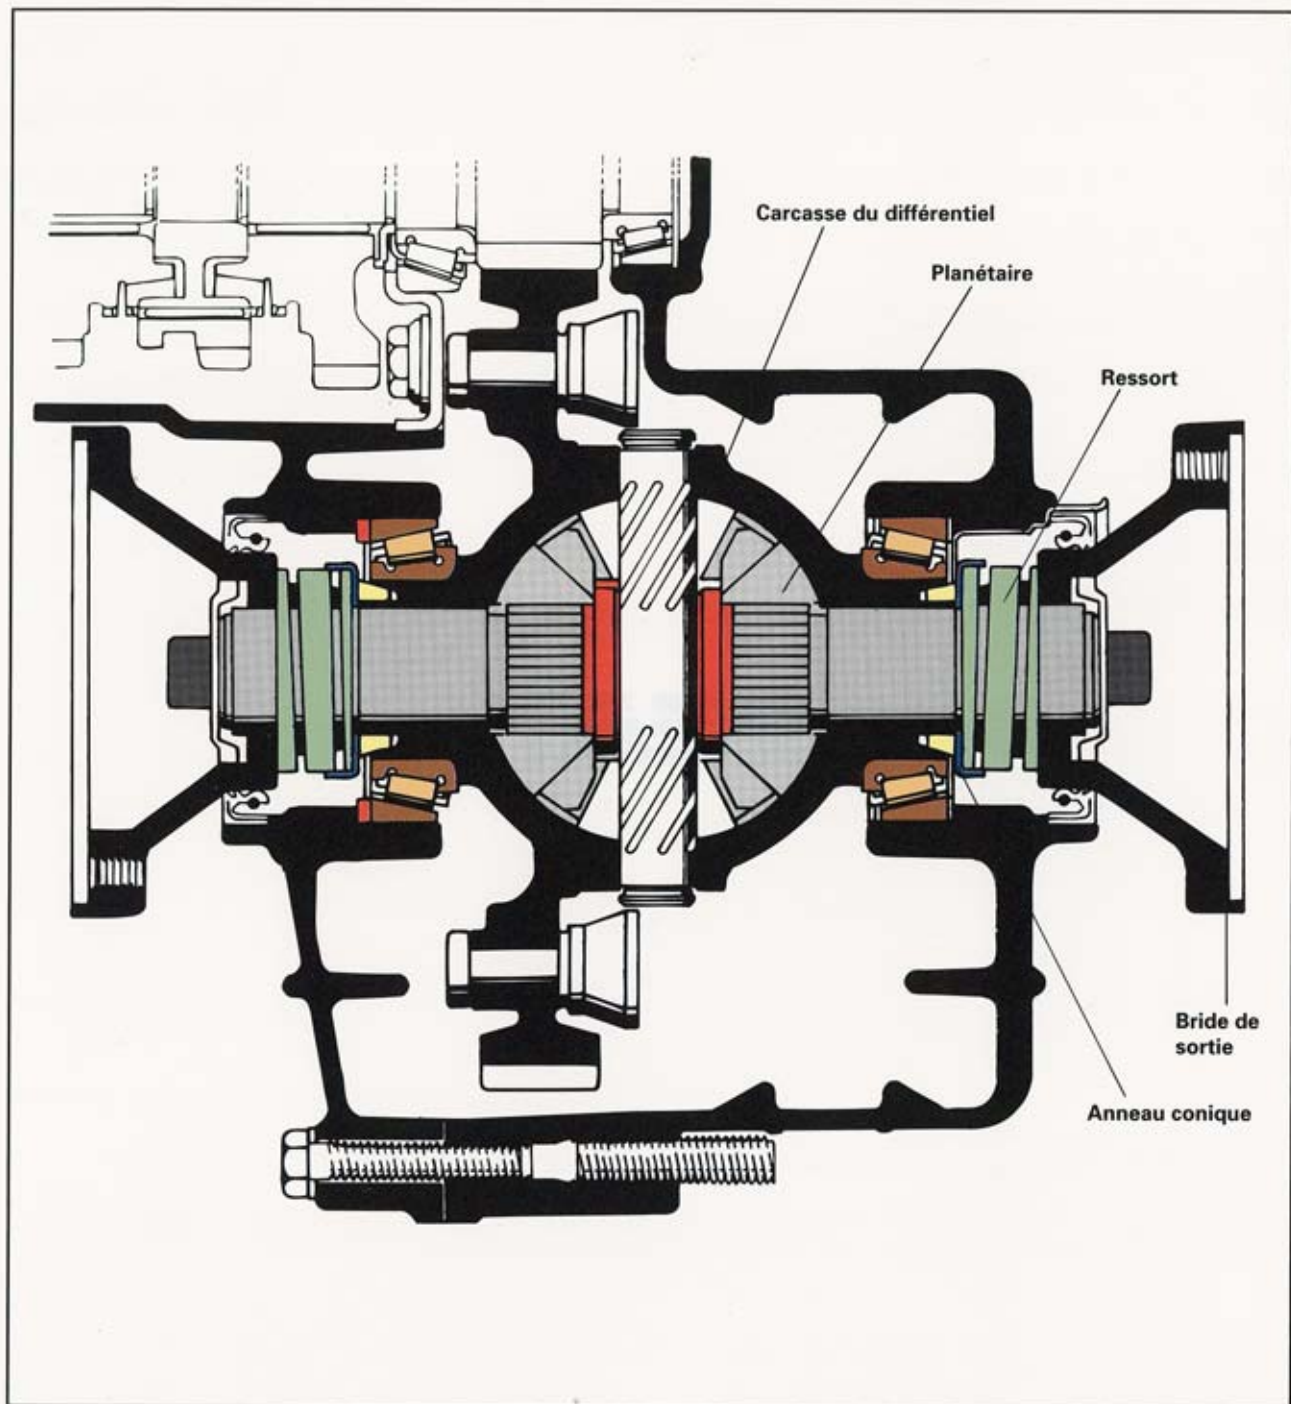 Carcasse du différentiel
Planétaire
Ressort
Bride de
sortie
Anneau conique